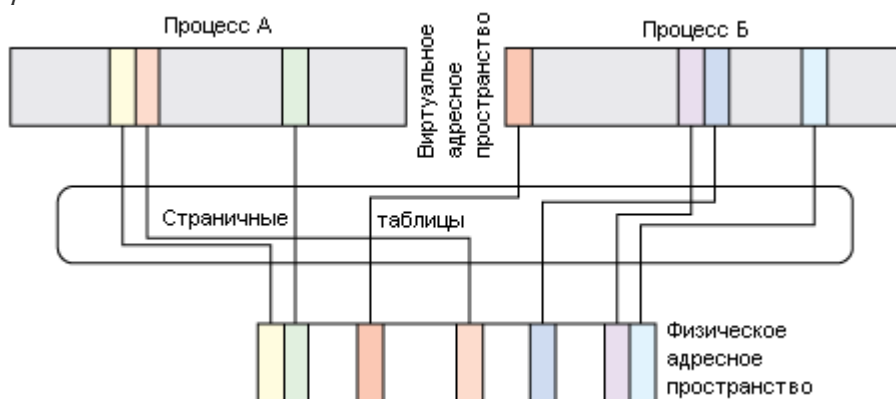 Процесс А
Виртуальное
адресное
пространство
Процесс Б
Страничные таблицы
Физическое
адресное
пространство